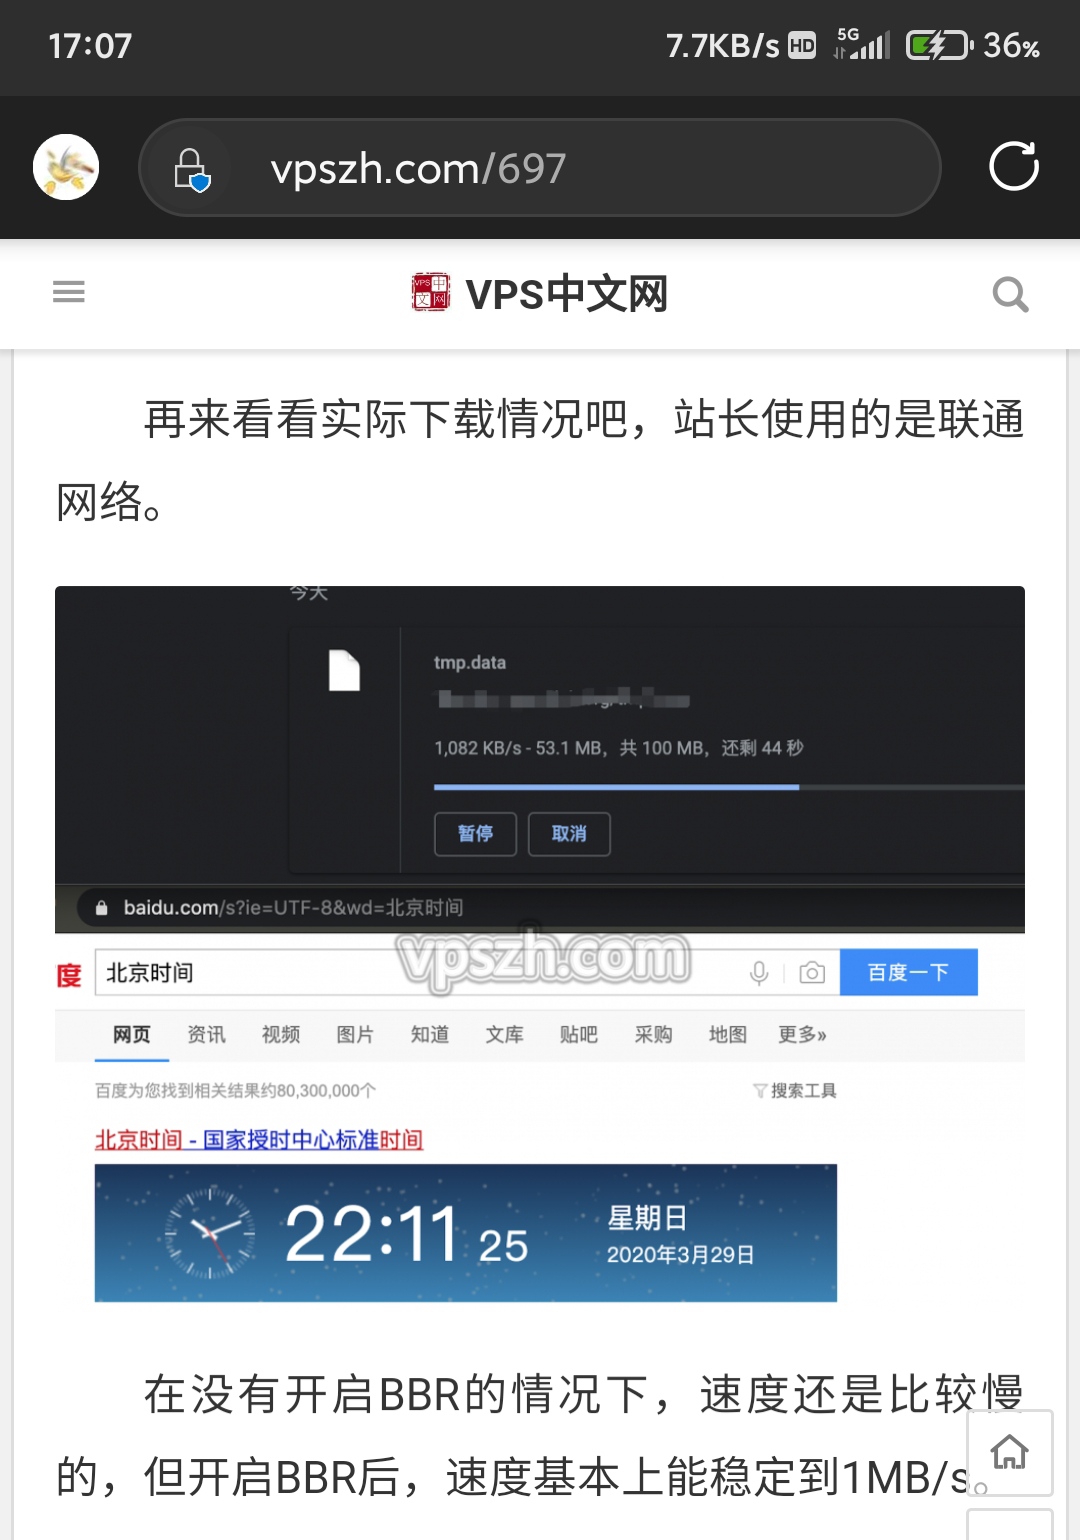 17:07
7.7KB/s HD 5G 36%
vpszh.com/697
VPS中文网 VPS中文网
再来看看实际下载情况吧，站长使用的是联通
网络。
今天
tmp.data
1,082 KB/s - 53.1 MB，共 100 MB，还剩 44 秒
暂停 取消
baidu.com/s?ie=UTF-8&wd=北京时间
vpszh.com
度 北京时间 百度一下
网页 资讯 视频 图片 知道 文库 贴吧 采购 地图 更多»
百度为您找到相关结果约80,300,000个 搜索工具
北京时间 - 国家授时中心标准时间
22:11 25 星期日
2020年3月29日
在没有开启BBR的情况下，速度还是比较慢
的，但开启BBR后，速度基本上能稳定到1MB/s。